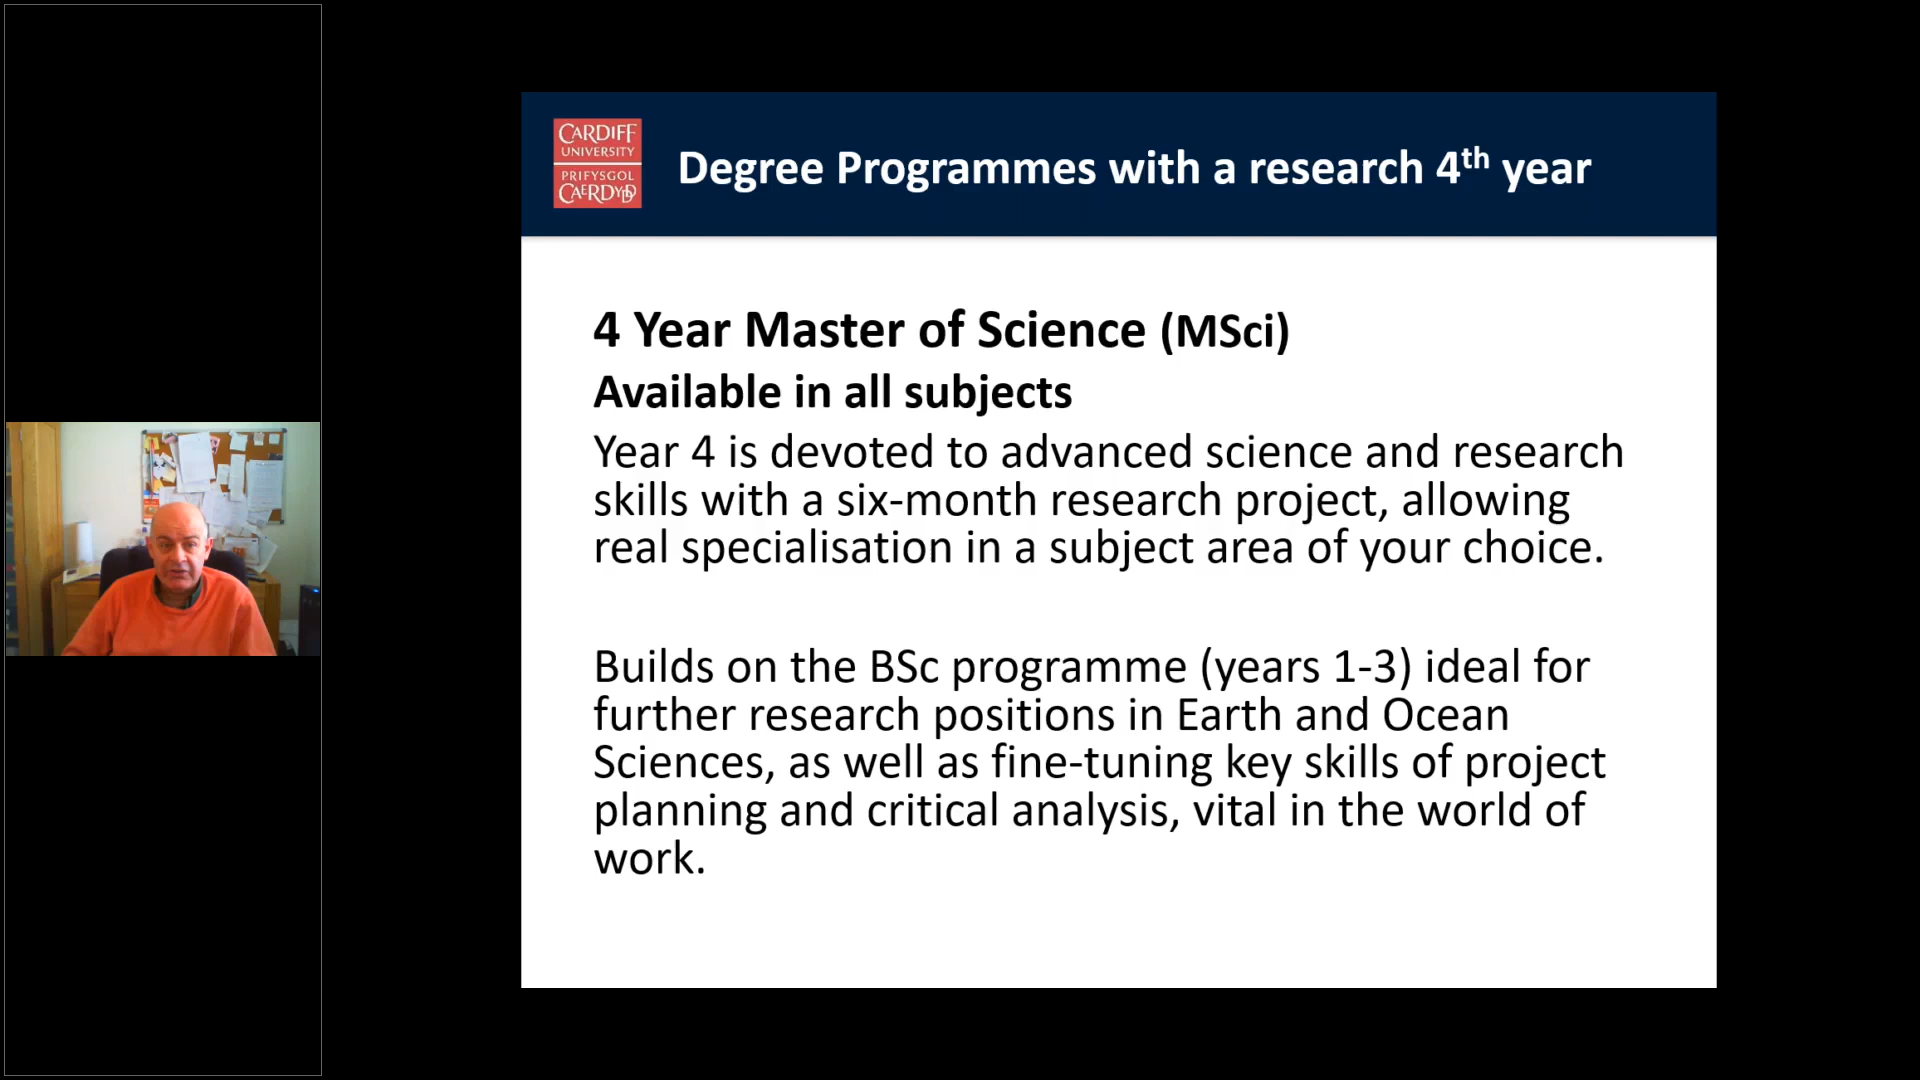 CARDIFF
UNIVERSITY
PRIFYSGOL
CAERDYDD
Degree Programmes with a research 4th year
4 Year Master of Science (MSci)
Available in all subjects
Year 4 is devoted to advanced science and research
skills with a six-month research project, allowing
real specialisation in a subject area of your choice.
Builds on the BSc programme (years 1-3) ideal for
further research positions in Earth and Ocean
Sciences, as well as fine-tuning key skills of project
planning and critical analysis, vital in the world of
work.